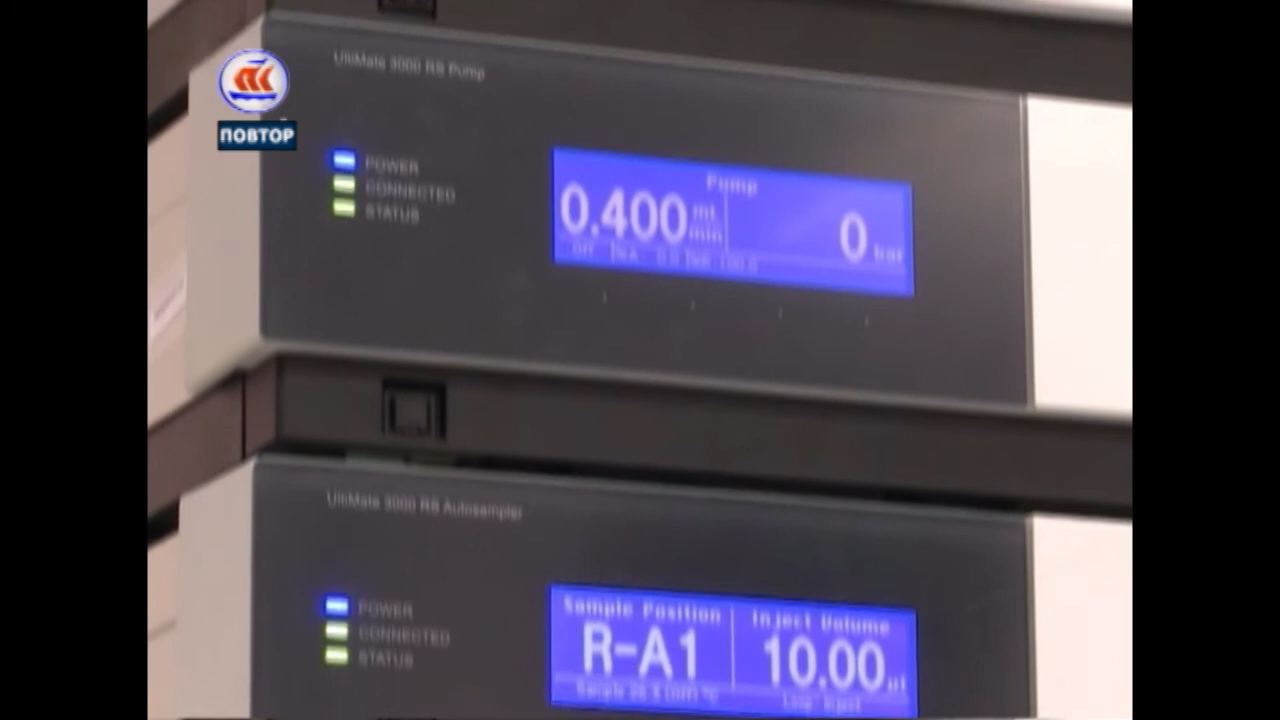 UltiMate 3000 RS Pump
ПОВТОР
POWER
CONNECTED
STATUS
Pump
0.400 ml
min
0 bar
UltiMate 3000 RS Autosampler
POWER
CONNECTED
STATUS
Sample Position
R-A1
Inject Volume
10.00 µl